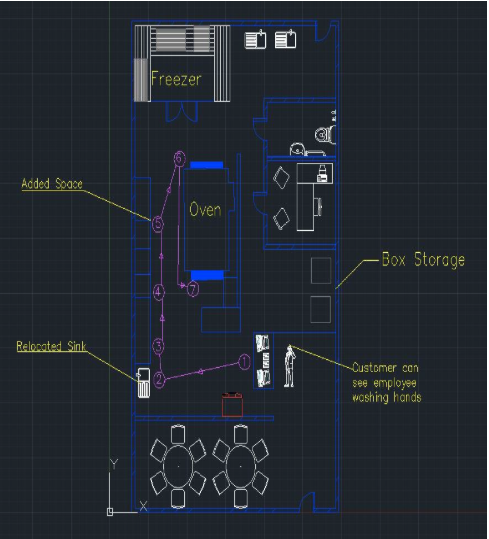 Freezer
6
Added Space
Oven
5
Box Storage
4
7
3
Relocated Sink
1
2
Customer can
see employee
washing hands
Y
X